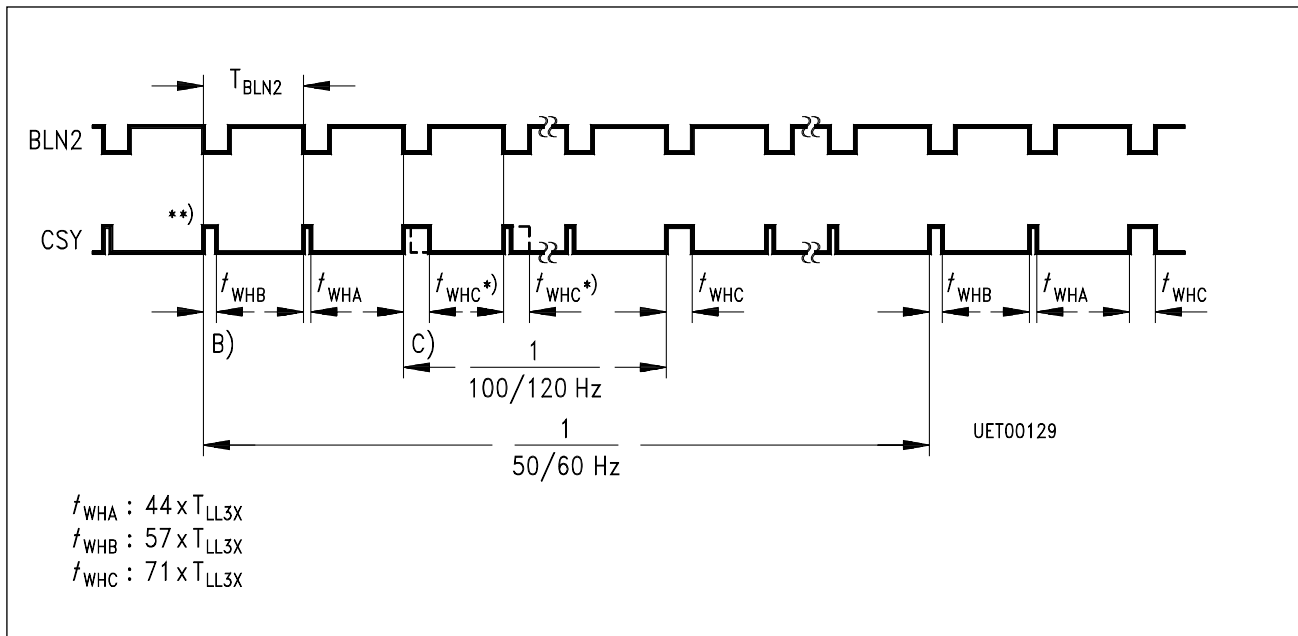 T_BLN2
BLN2
**)
CSY
t_WHB t_WHA t_WHC*) t_WHC*) t_WHC t_WHB t_WHA t_WHC
B) C)
1
100/120 Hz
1
50/60 Hz
UET00129
t_WHA : 44 x T_LL3X
t_WHB : 57 x T_LL3X
t_WHC : 71 x T_LL3X